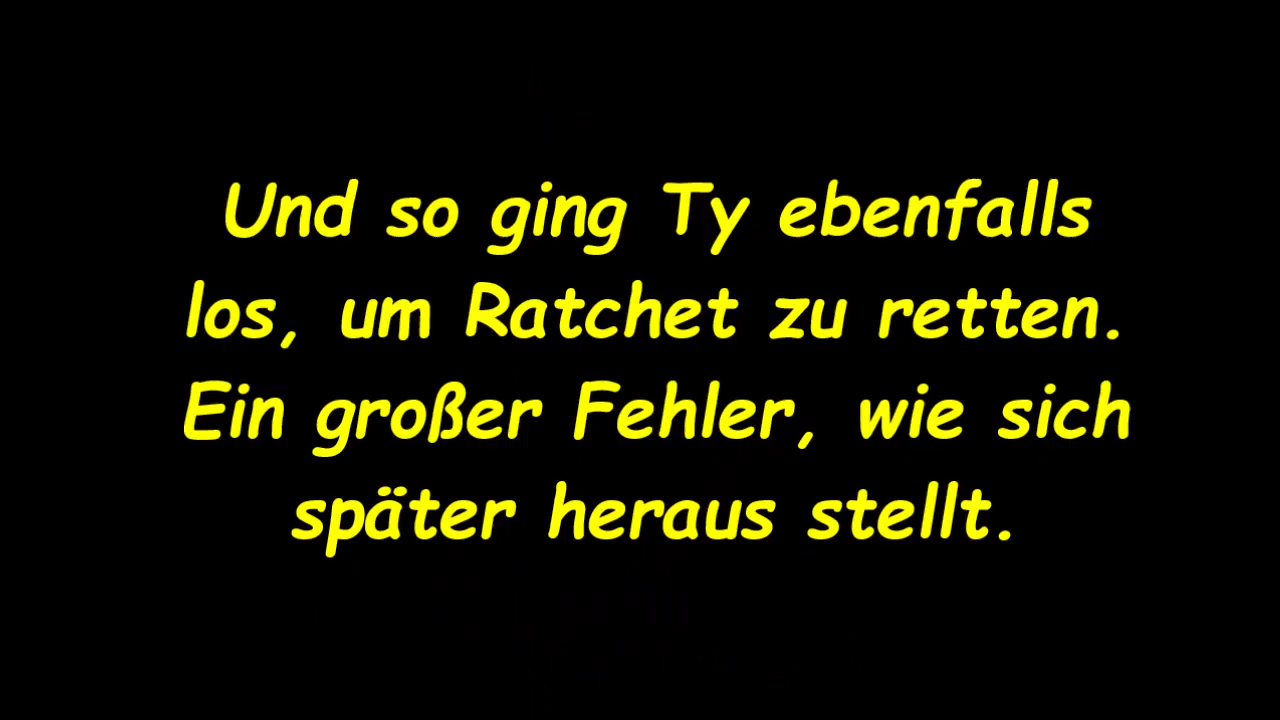 Und so ging Ty ebenfalls
los, um Ratchet zu retten.
Ein großer Fehler, wie sich
später heraus stellt.